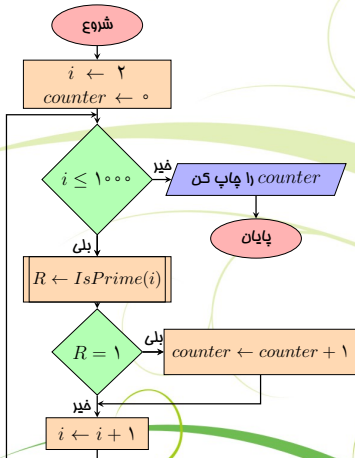 شروع
i ← ۲
counter ← ۰
i ≤ ۱۰۰۰
خیر
counter را چاپ کن
پایان
بلی
R ← IsPrime(i)
R = ۱
بلی
counter ← counter + ۱
خیر
i ← i + ۱